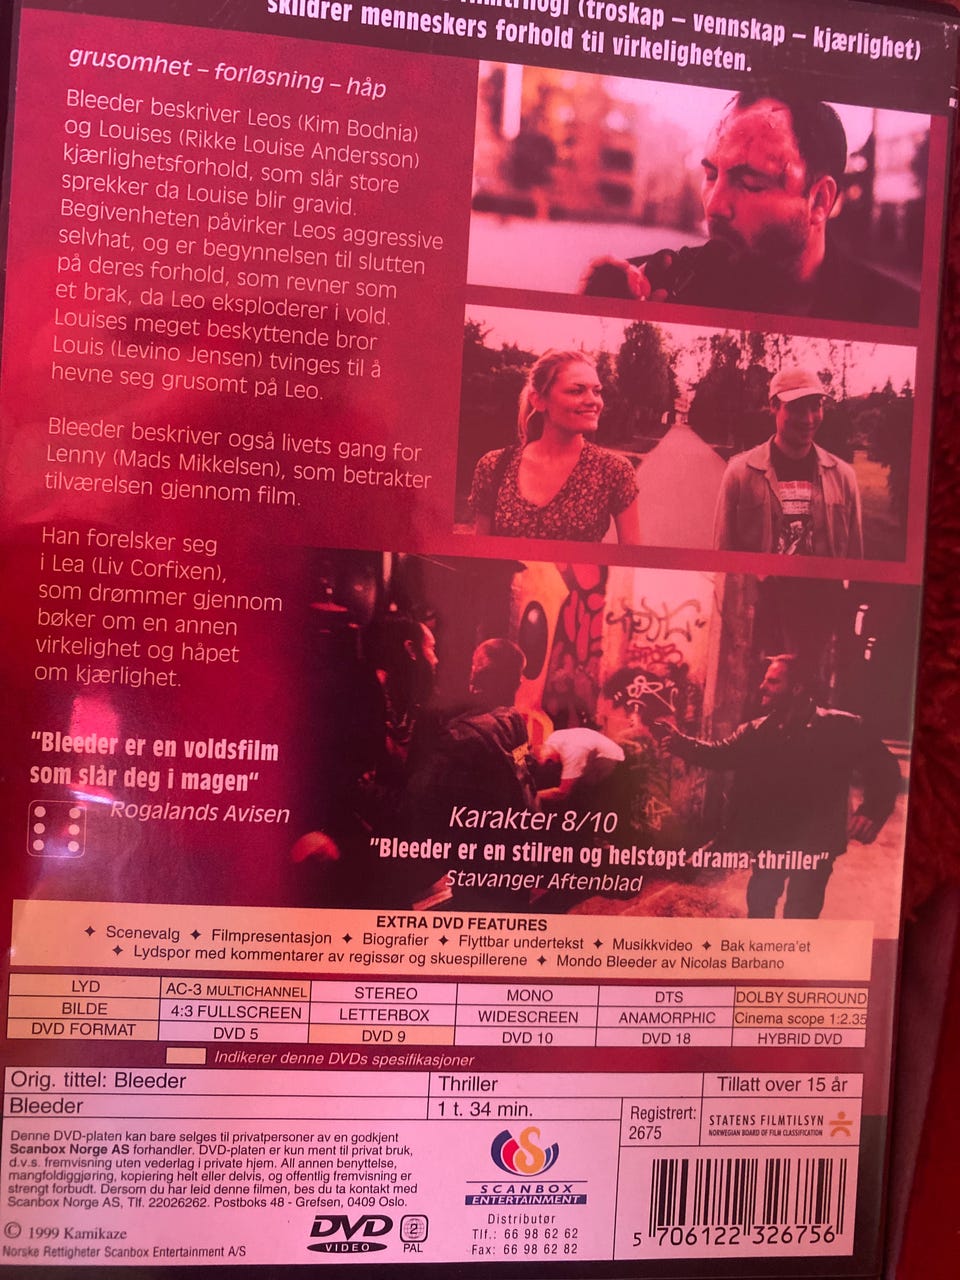 (troskap – vennskap – kjærlighet)
skildrer menneskers forhold til virkeligheten.
grusomhet – forløsning – håp
Bleeder beskriver Leos (Kim Bodnia)
og Louises (Rikke Louise Andersson)
kjærlighetsforhold, som slår store
sprekker da Louise blir gravid.
Begivenheten påvirker Leos aggressive
selvhat, og er begynnelsen til slutten
på deres forhold, som revner som
et brak, da Leo eksploderer i vold.
Louises meget beskyttende bror
Louis (Levino Jensen) tvinges til å
hevne seg grusomt på Leo.
Bleeder beskriver også livets gang for
Lenny (Mads Mikkelsen), som betrakter
tilværelsen gjennom film.
Han forelsker seg
i Lea (Liv Corfixen),
som drømmer gjennom
bøker om en annen
virkelighet og håpet
om kjærlighet.
"Bleeder er en voldsfilm
som slår deg i magen"
Rogalands Avisen
Karakter 8/10
"Bleeder er en stilren og helstøpt drama-thriller"
Stavanger Aftenblad
EXTRA DVD FEATURES
✦ Scenevalg ✦ Filmpresentasjon ✦ Biografier ✦ Flyttbar undertekst ✦ Musikkvideo ✦ Bak kamera'et
✦ Lydspor med kommentarer av regissør og skuespillerene ✦ Mondo Bleeder av Nicolas Barbano
LYD AC-3 MULTICHANNEL STEREO MONO DTS DOLBY SURROUND
BILDE 4:3 FULLSCREEN LETTERBOX WIDESCREEN ANAMORPHIC Cinema scope 1:2.35
DVD FORMAT DVD 5 DVD 9 DVD 10 DVD 18 HYBRID DVD
Indikerer denne DVDs spesifikasjoner
Orig. tittel: Bleeder Thriller Tillatt over 15 år
Bleeder 1 t. 34 min.
Registrert:
2675
STATENS FILMTILSYN
NORWEGIAN BOARD OF FILM CLASSIFICATION
Denne DVD-platen kan bare selges til privatpersoner av en godkjent
Scanbox Norge AS forhandler. DVD-platen er kun ment til privat bruk,
d.v.s. fremvisning uten vederlag i private hjem. All annen benyttelse,
mangfoldiggjøring, kopiering helt eller delvis, og offentlig fremvisning er
strengt forbudt. Dersom du har leid denne filmen, bes du ta kontakt med
Scanbox Norge AS, Tlf. 22026262. Postboks 48 - Grefsen, 0409 Oslo.
© 1999 Kamikaze
Norske Rettigheter Scanbox Entertainment A/S
DVD
VIDEO
2
PAL
SCANBOX
ENTERTAINMENT
Distributør
Tlf.: 66 98 62 62
Fax: 66 98 62 82
5 706122 326756